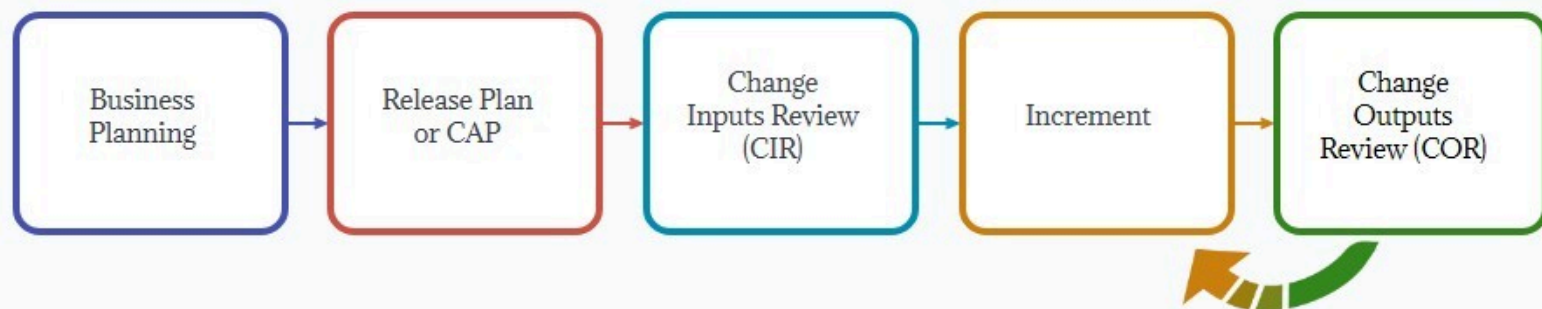 Business
Planning
Release Plan
or CAP
Change
Inputs Review
(CIR)
Increment
Change
Outputs
Review (COR)